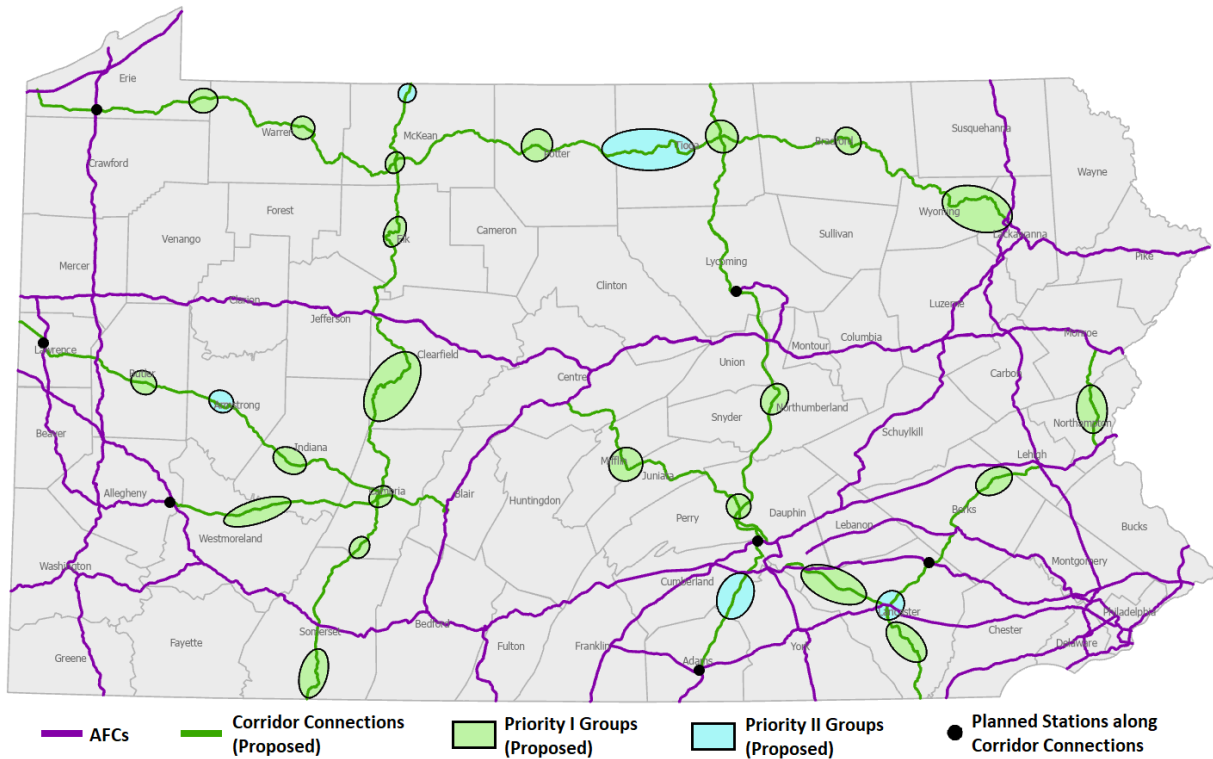 Erie
Warren
McKean
Potter
Tioga
Bradford
Susquehanna
Wayne
Crawford
Forest
Venango
Elk
Cameron
Wyoming
Lackawanna
Sullivan
Pike
Mercer
Lycoming
Clinton
Clarion
Jefferson
Luzerne
Monroe
Lawrence
Clearfield
Columbia
Montour
Union
Centre
Carbon
Butler
Armstrong
Northumberland
Snyder
Northampton
Beaver
Indiana
Schuylkill
Lehigh
Mifflin
Juniata
Allegheny
Cambria
Blair
Huntingdon
Perry
Dauphin
Lebanon
Berks
Bucks
Westmoreland
Washington
Cumberland
Montgomery
Lancaster
Philadelphia
Somerset
Bedford
Fayette
Fulton
Franklin
Adams
York
Chester
Delaware
Greene
AFCs
Corridor Connections
(Proposed)
Priority I Groups
(Proposed)
Priority II Groups
(Proposed)
Planned Stations along
Corridor Connections